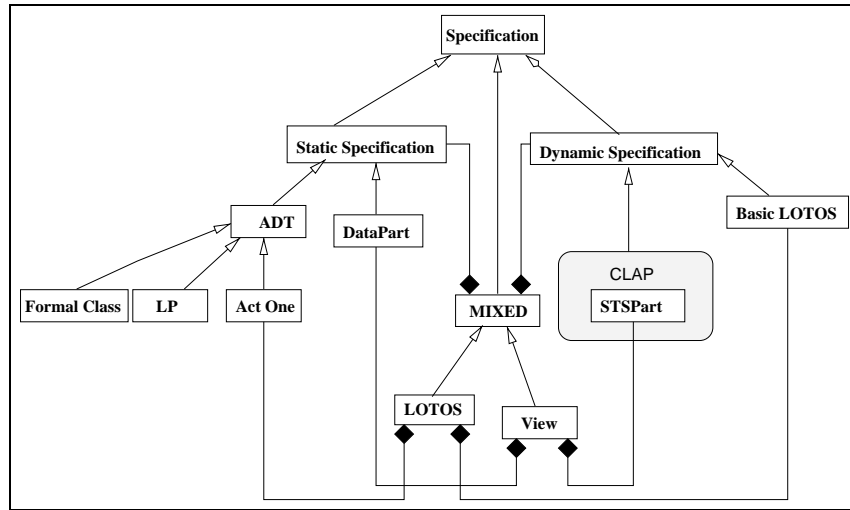 Specification
Static Specification
Dynamic Specification
ADT
DataPart
Basic LOTOS
CLAP
Formal Class
LP
Act One
MIXED
STSPart
LOTOS
View